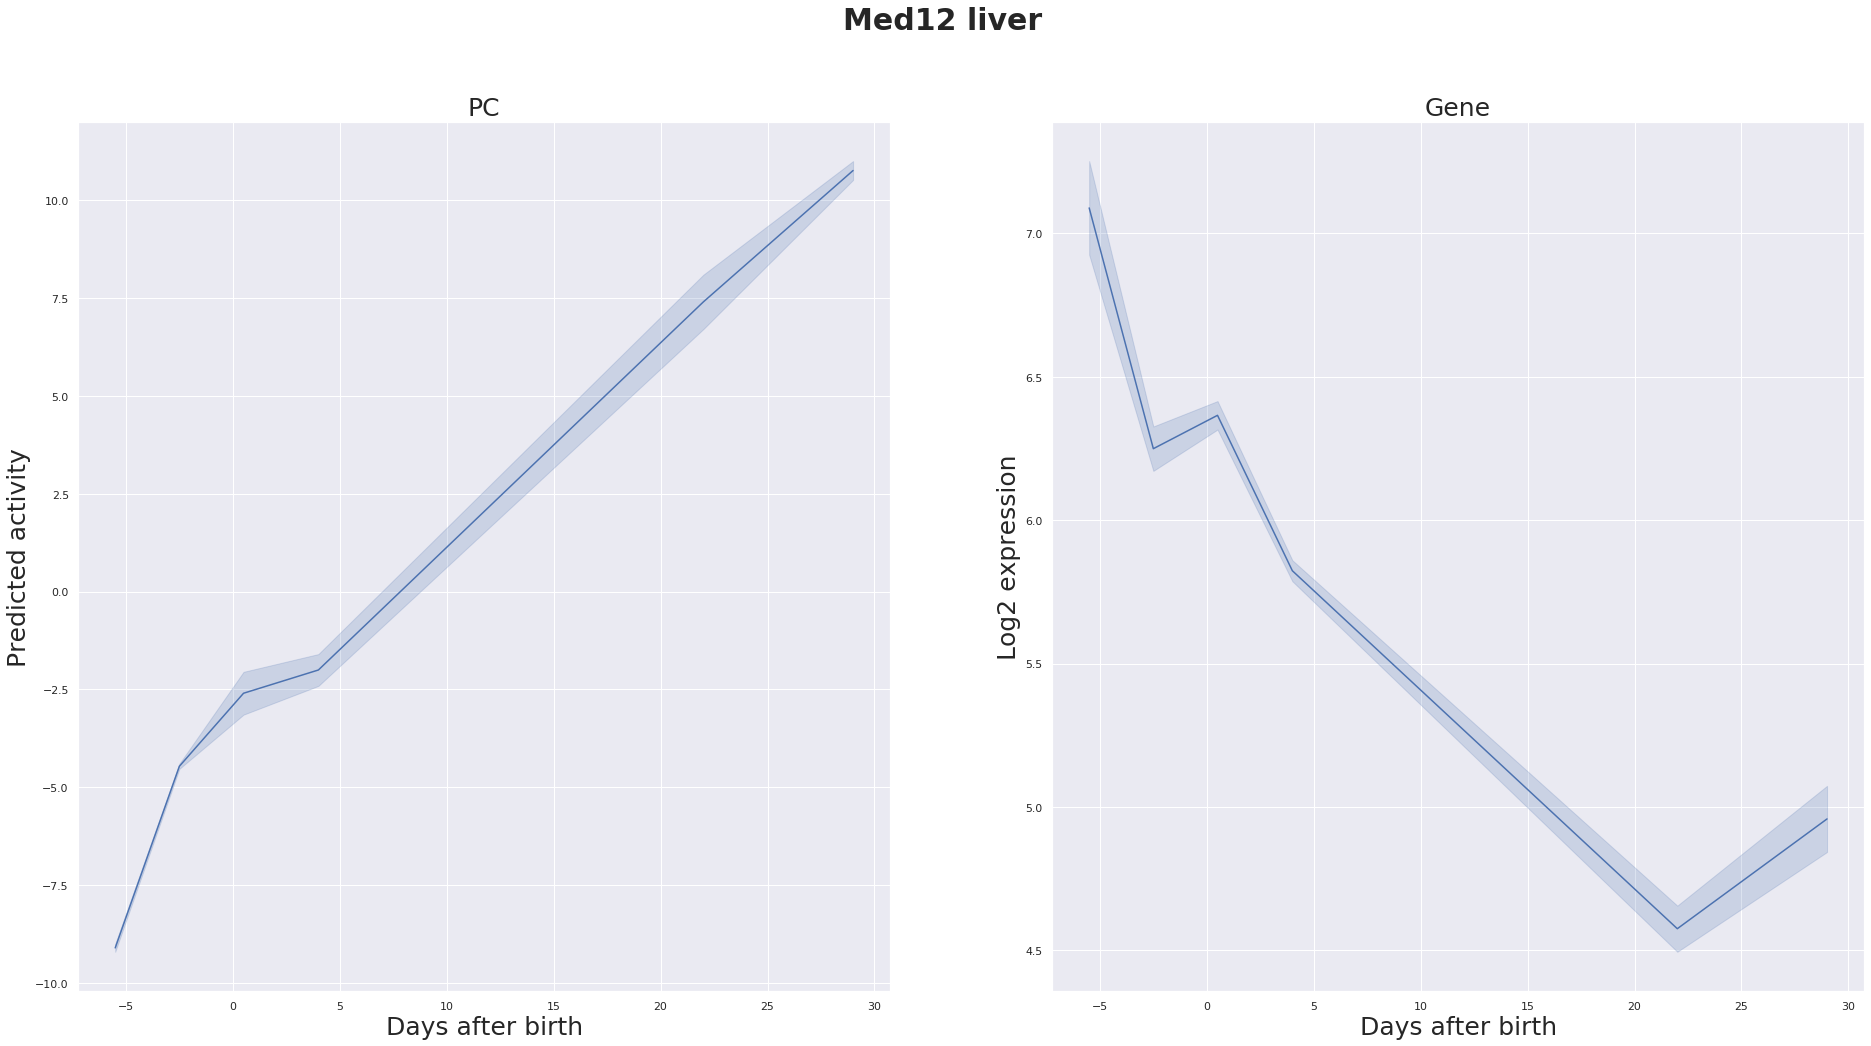 Med12 liver
PC
Predicted activity
10.0
7.5
5.0
2.5
0.0
−2.5
−5.0
−7.5
−10.0
−5 0 5 10 15 20 25 30
Days after birth
Gene
Log2 expression
7.0
6.5
6.0
5.5
5.0
4.5
−5 0 5 10 15 20 25 30
Days after birth